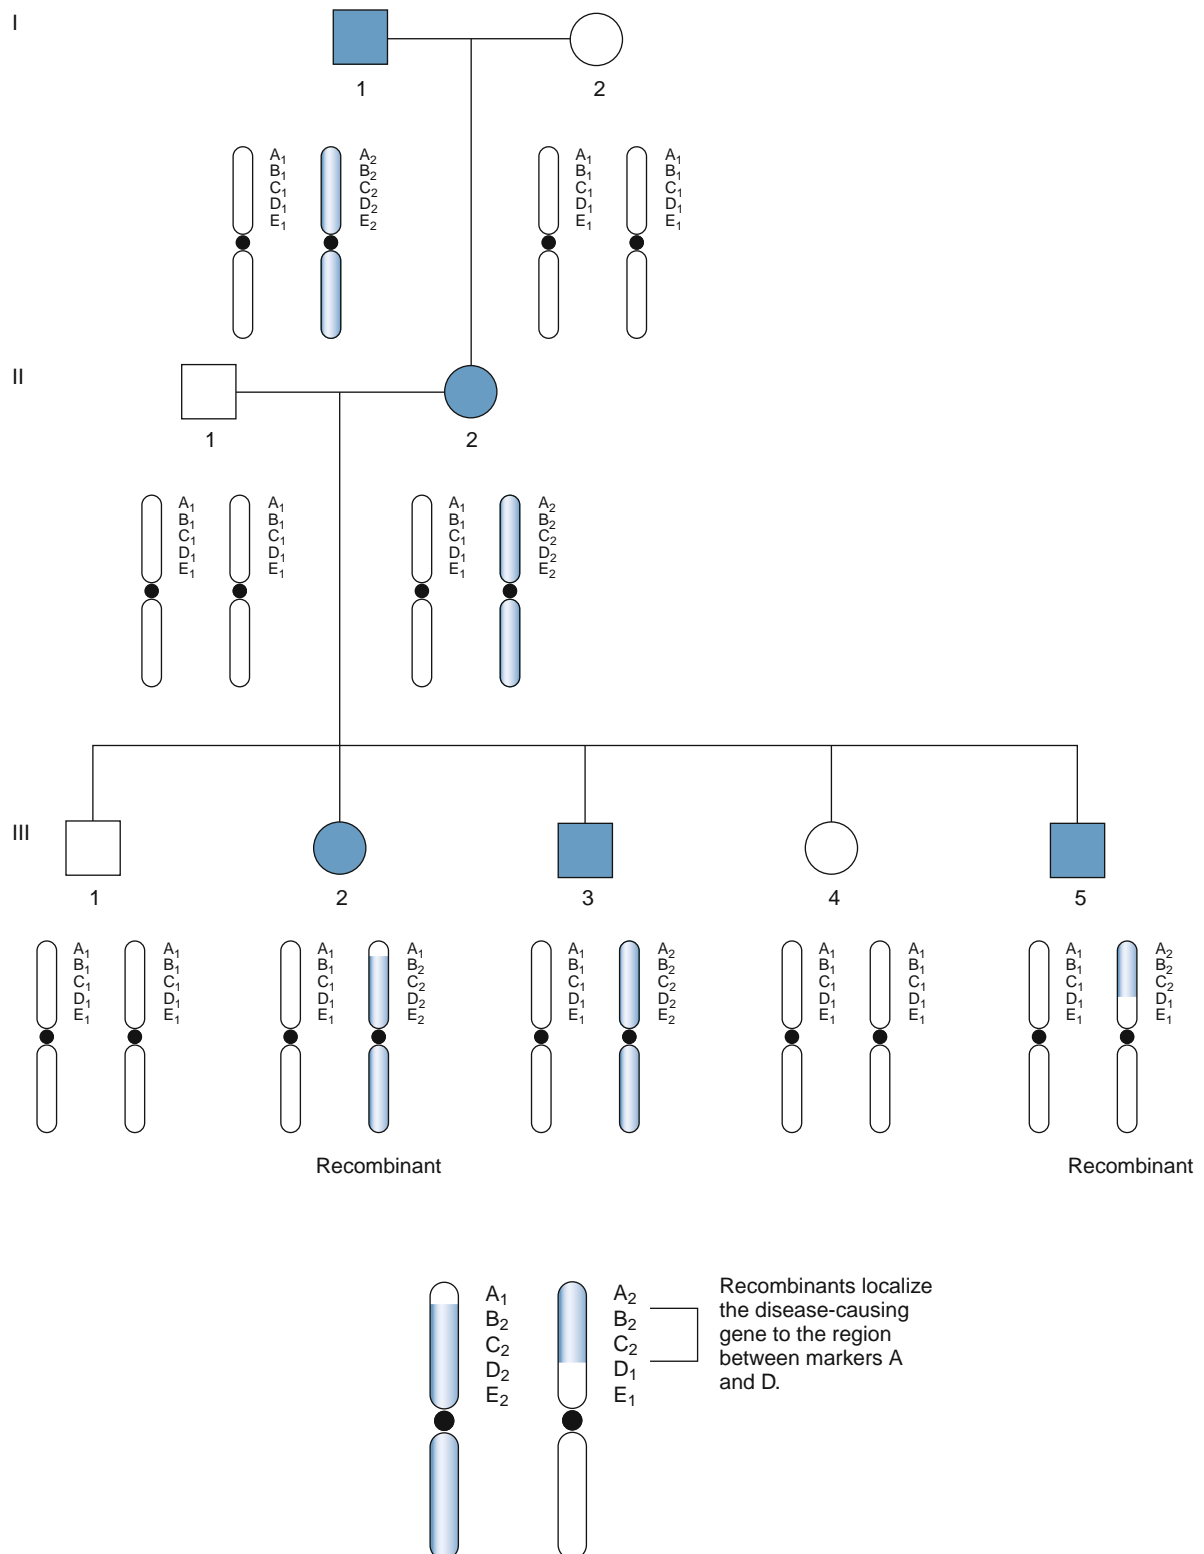 I
1
2
A₁ A₂ A₁ A₁
B₁ B₂ B₁ B₁
C₁ C₂ C₁ C₁
D₁ D₂ D₁ D₁
E₁ E₂ E₁ E₁
II
1
2
A₁ A₁ A₁ A₂
B₁ B₁ B₁ B₂
C₁ C₁ C₁ C₂
D₁ D₁ D₁ D₂
E₁ E₁ E₁ E₂
III
1 2 3 4 5
A₁ A₁ A₁ A₁ A₁ A₂ A₁ A₁ A₁ A₂
B₁ B₁ B₁ B₂ B₁ B₂ B₁ B₁ B₁ B₂
C₁ C₁ C₁ C₂ C₁ C₂ C₁ C₁ C₁ C₂
D₁ D₁ D₁ D₂ D₁ D₂ D₁ D₁ D₁ D₁
E₁ E₁ E₁ E₂ E₁ E₂ E₁ E₁ E₁ E₁
Recombinant Recombinant
A₁ A₂
B₂ B₂
C₂ C₂
D₂ D₁
E₂ E₁
Recombinants localize
the disease-causing
gene to the region
between markers A
and D.